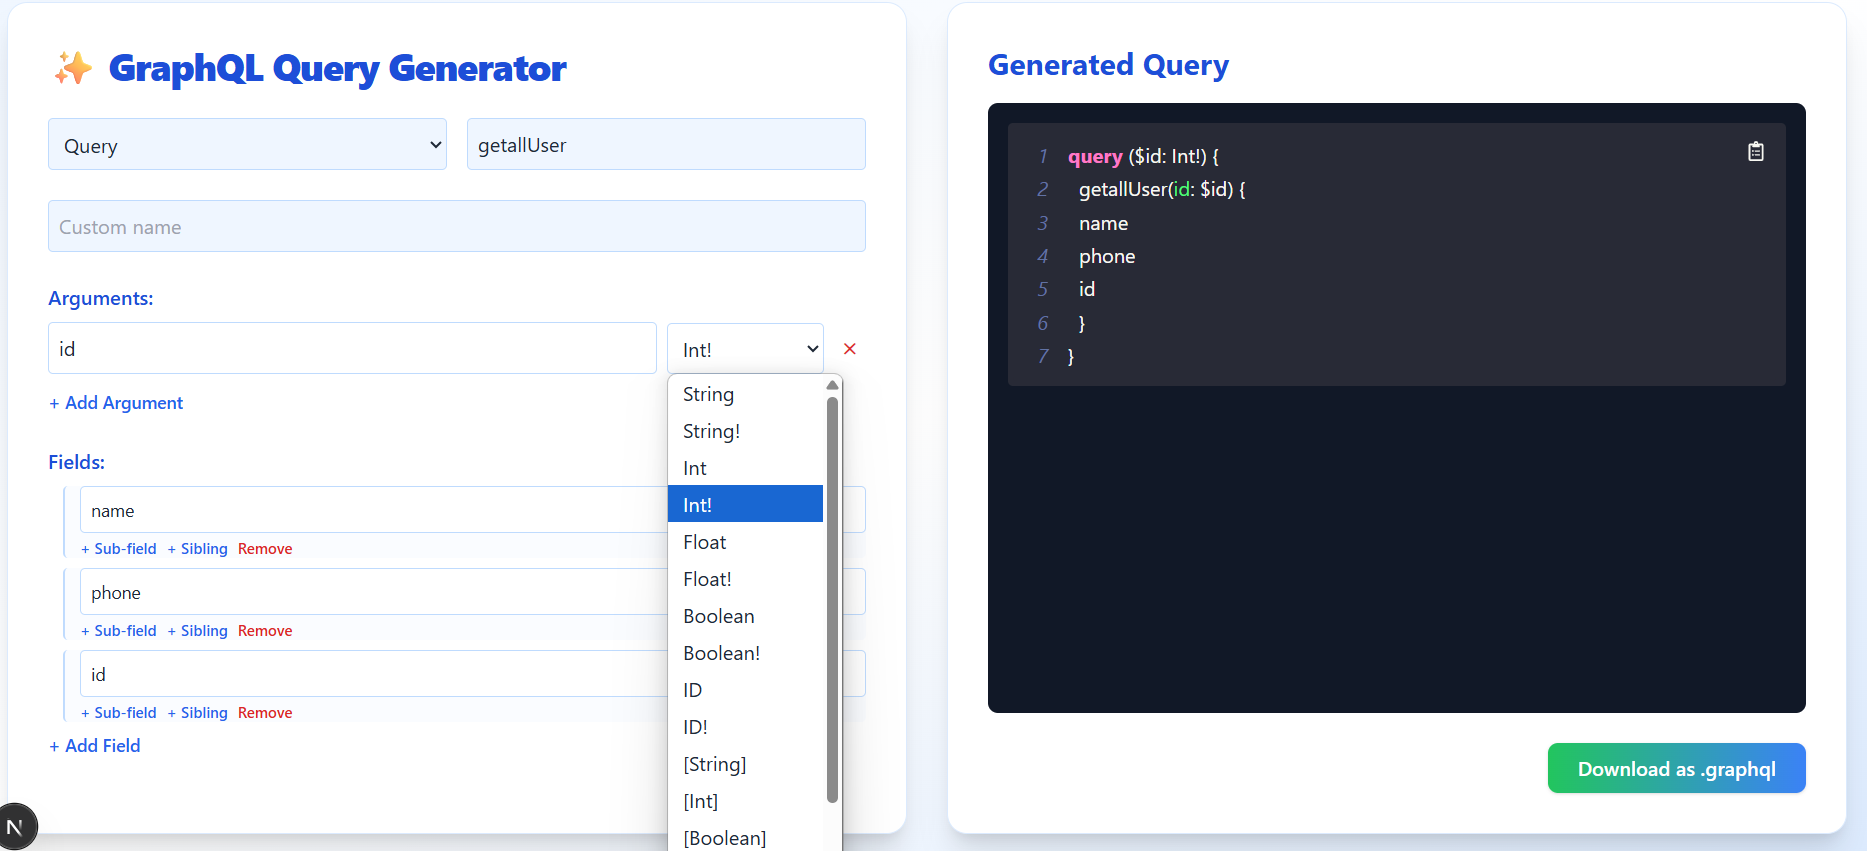 ✨ GraphQL Query Generator
Query
getallUser
Custom name
Arguments:
id
Int!
+ Add Argument
String
String!
Int
Int!
Float
Float!
Boolean
Boolean!
ID
ID!
[String]
[Int]
[Boolean]
Fields:
name
+ Sub-field + Sibling Remove
phone
+ Sub-field + Sibling Remove
id
+ Sub-field + Sibling Remove
+ Add Field
N
Generated Query
1 query ($id: Int!) {
2 getallUser(id: $id) {
3 name
4 phone
5 id
6 }
7 }
Download as .graphql